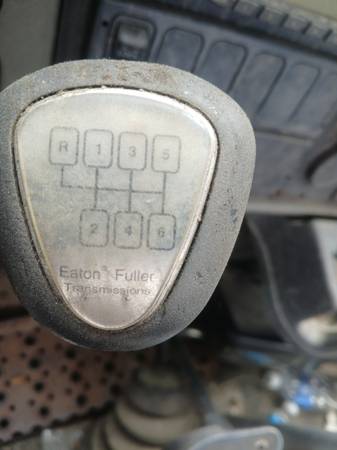 R 1 3 5
2 4 6
Eaton Fuller
Transmissions